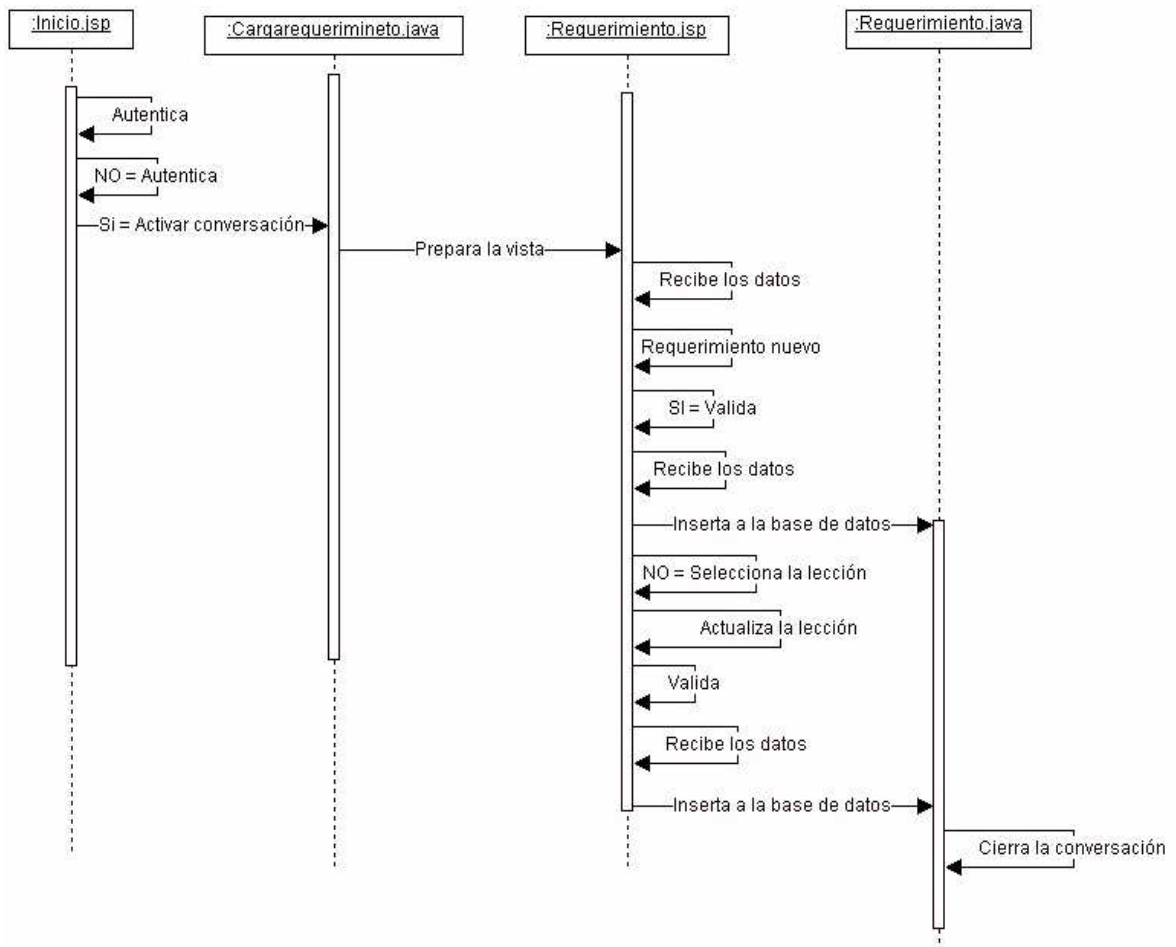 :Inicio.jsp
:Cargarequerimineto.java
:Requerimiento.jsp
:Requerimiento.java
Autentica
NO = Autentica
Si = Activar conversación
Prepara la vista
Recibe los datos
Requerimiento nuevo
SI = Valida
Recibe los datos
Inserta a la base de datos
NO = Selecciona la lección
Actualiza la lección
Valida
Recibe los datos
Inserta a la base de datos
Cierra la conversación